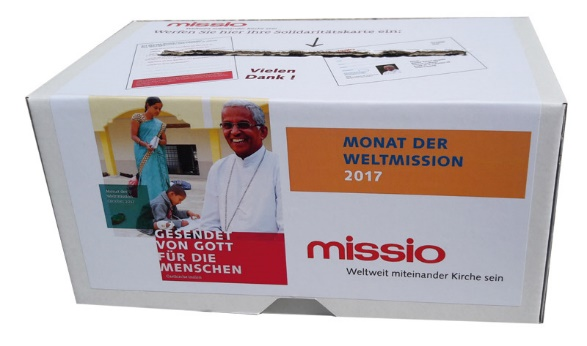 missio
Werfen Sie hier Ihre Solidaritätskarte ein:
Vielen
Dank !
MONAT DER
WELTMISSION
2017
GESENDET
VON GOTT
FÜR DIE
MENSCHEN
missio
Weltweit miteinander Kirche sein